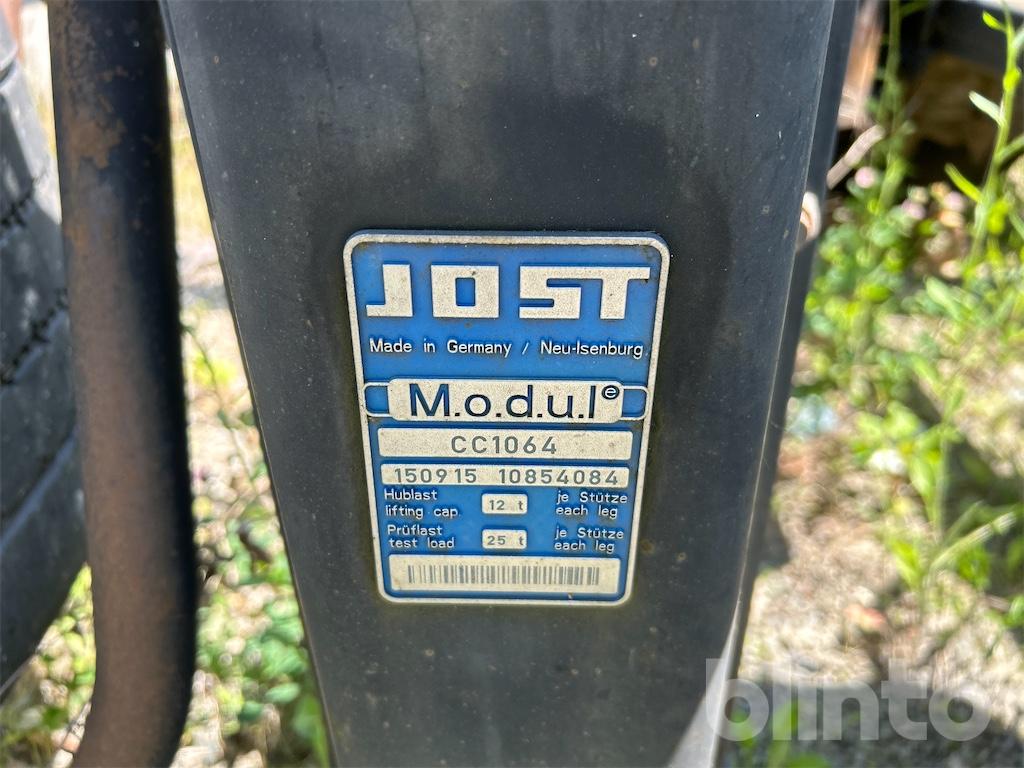 JOST
Made in Germany / Neu-Isenburg
M.o.d.u.l e
CC1064
150915 10854084
Hublast 12 t je Stütze
lifting cap. each leg
Prüflast 25 t je Stütze
test load each leg
blinto